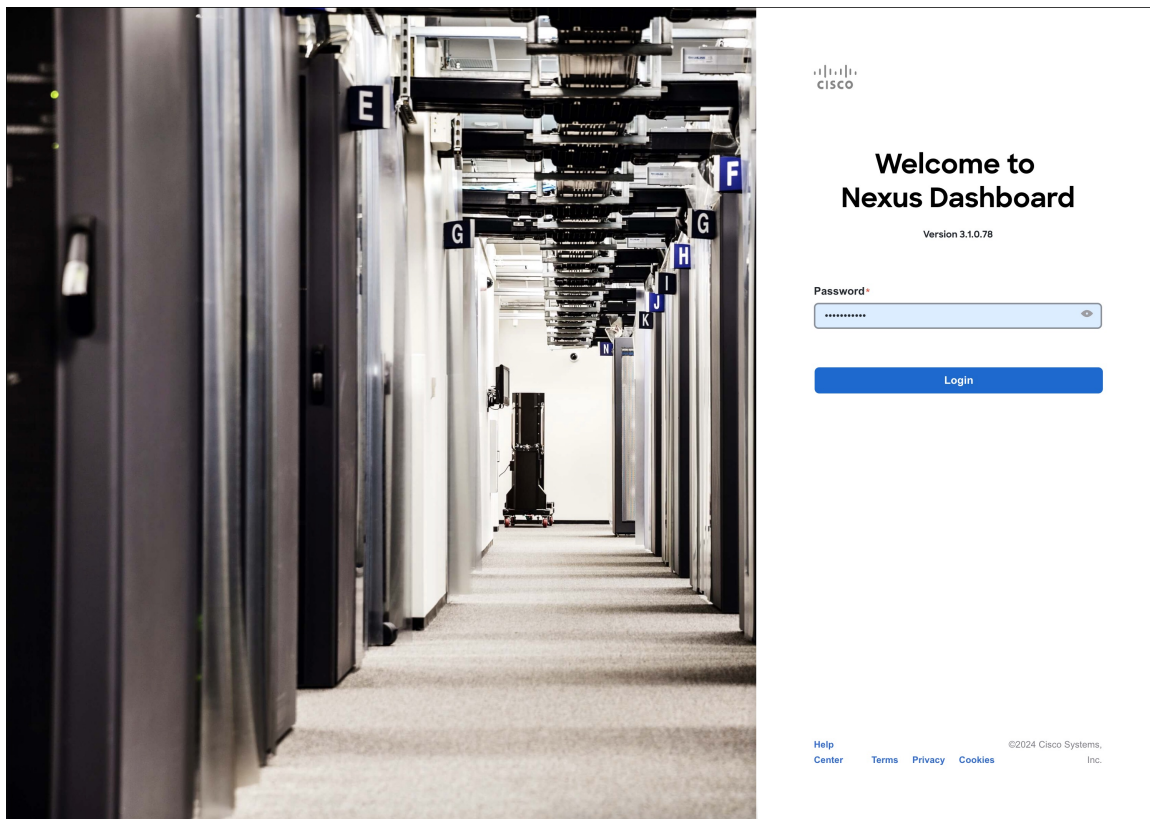 E
F
G
G
H
I
J
K
N
CISCO
Welcome to
Nexus Dashboard
Version 3.1.0.78
Password*
Login
Help
Center
Terms
Privacy
Cookies
©2024 Cisco Systems,
Inc.